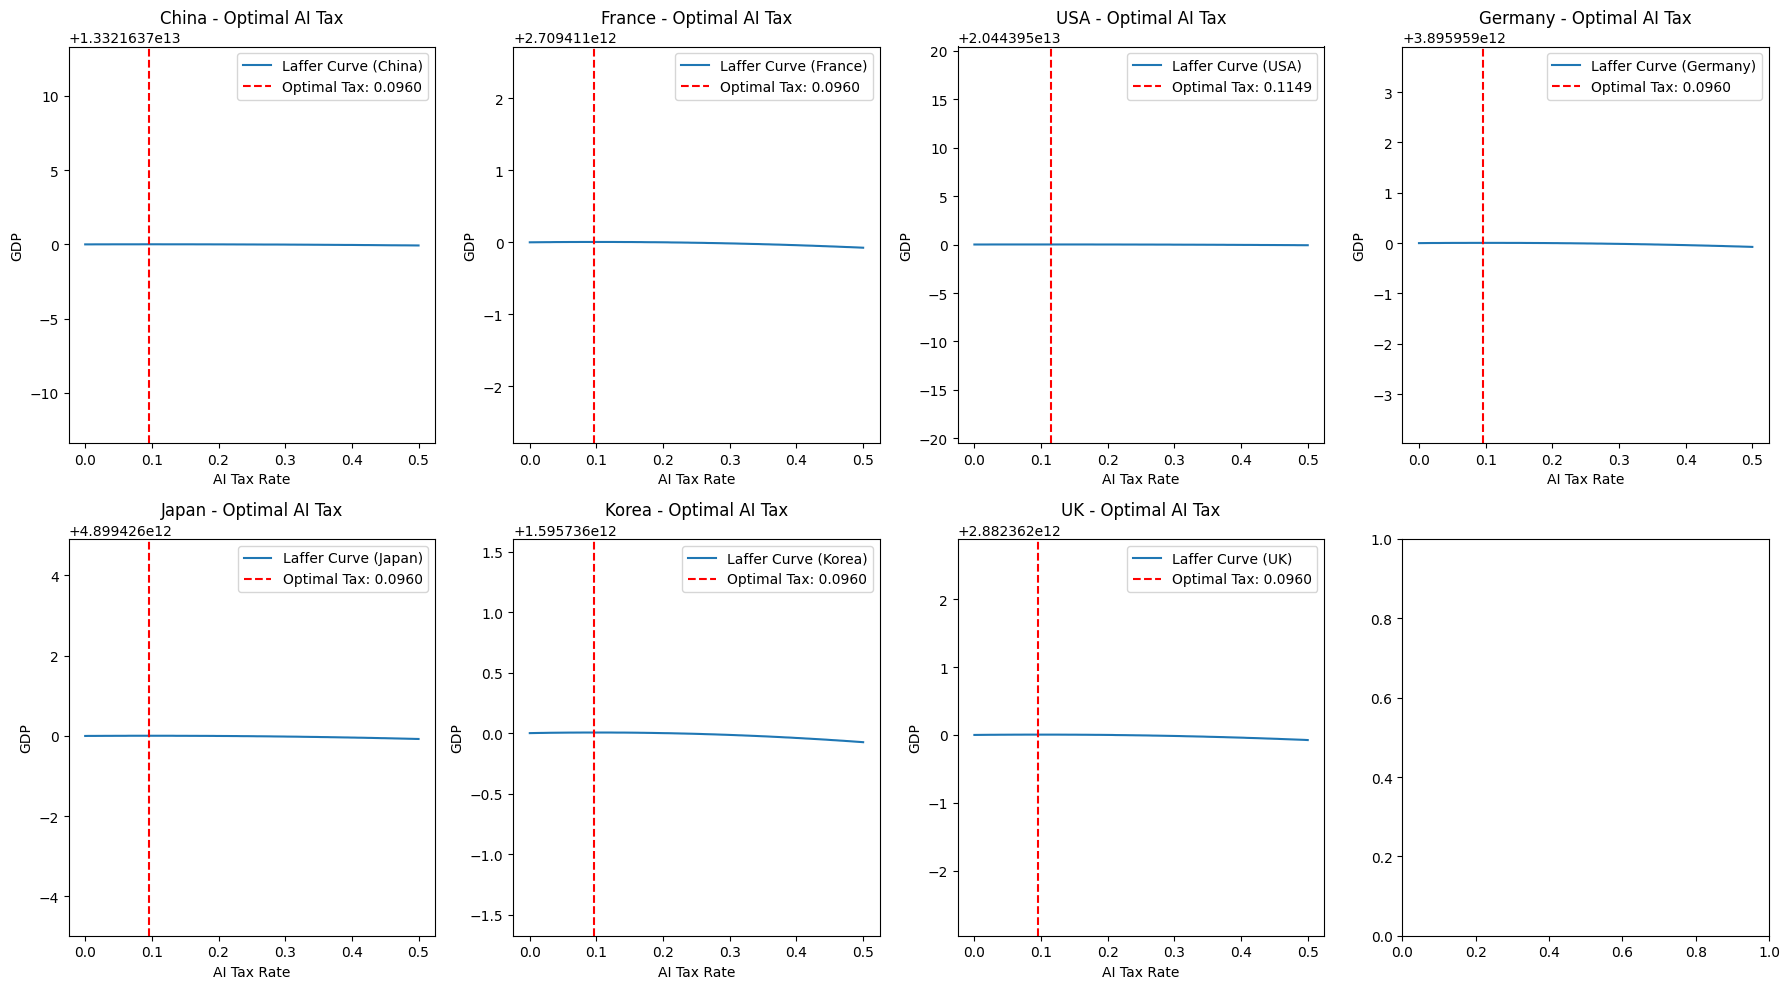 China - Optimal AI Tax
+1.3321637e13
Laffer Curve (China)
Optimal Tax: 0.0960
10
5
0
−5
−10
GDP
0.0 0.1 0.2 0.3 0.4 0.5
AI Tax Rate
France - Optimal AI Tax
+2.709411e12
Laffer Curve (France)
Optimal Tax: 0.0960
2
1
0
−1
−2
GDP
0.0 0.1 0.2 0.3 0.4 0.5
AI Tax Rate
USA - Optimal AI Tax
+2.044395e13
Laffer Curve (USA)
Optimal Tax: 0.1149
20
15
10
5
0
−5
−10
−15
−20
GDP
0.0 0.1 0.2 0.3 0.4 0.5
AI Tax Rate
Germany - Optimal AI Tax
+3.895959e12
Laffer Curve (Germany)
Optimal Tax: 0.0960
3
2
1
0
−1
−2
−3
GDP
0.0 0.1 0.2 0.3 0.4 0.5
AI Tax Rate
Japan - Optimal AI Tax
+4.899426e12
Laffer Curve (Japan)
Optimal Tax: 0.0960
4
2
0
−2
−4
GDP
0.0 0.1 0.2 0.3 0.4 0.5
AI Tax Rate
Korea - Optimal AI Tax
+1.595736e12
Laffer Curve (Korea)
Optimal Tax: 0.0960
1.5
1.0
0.5
0.0
−0.5
−1.0
−1.5
GDP
0.0 0.1 0.2 0.3 0.4 0.5
AI Tax Rate
UK - Optimal AI Tax
+2.882362e12
Laffer Curve (UK)
Optimal Tax: 0.0960
2
1
0
−1
−2
GDP
0.0 0.1 0.2 0.3 0.4 0.5
AI Tax Rate
1.0
0.8
0.6
0.4
0.2
0.0
0.0 0.2 0.4 0.6 0.8 1.0